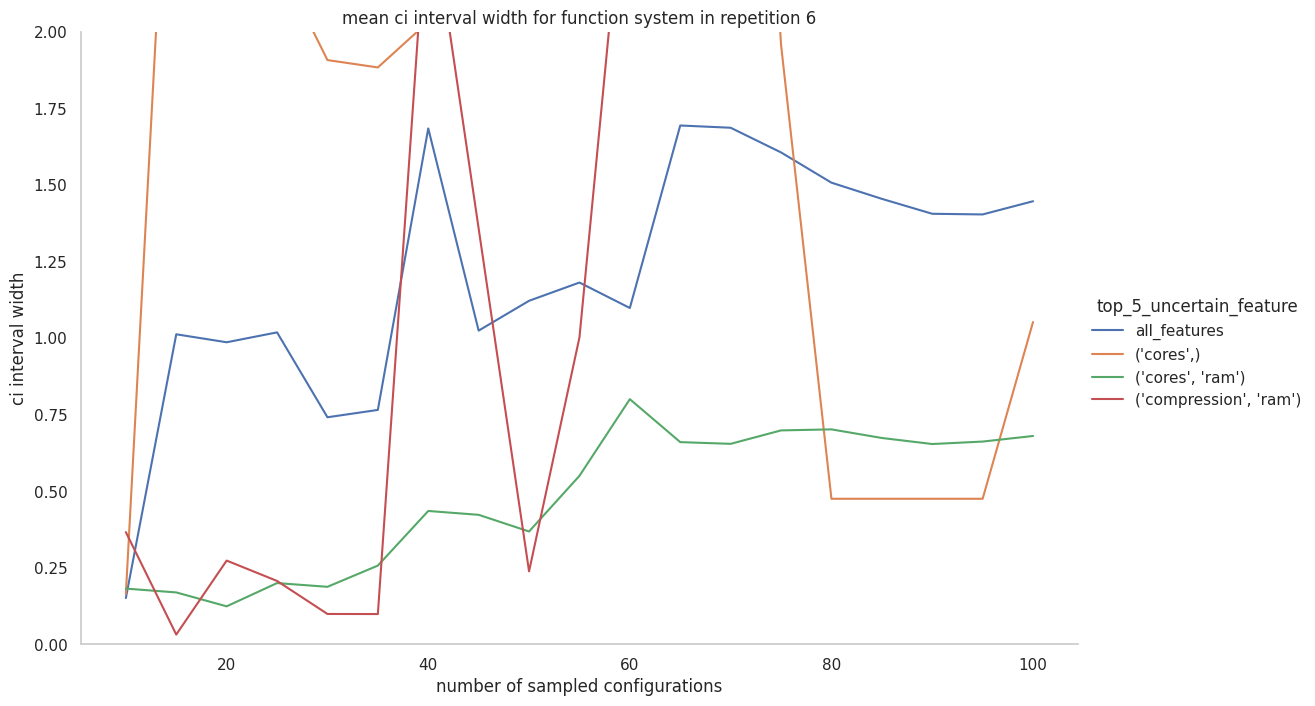 mean ci interval width for function system in repetition 6
2.00
1.75
1.50
1.25
1.00
0.75
0.50
0.25
0.00
ci interval width
20
40
60
80
100
number of sampled configurations
top_5_uncertain_feature
all_features
('cores',)
('cores', 'ram')
('compression', 'ram')